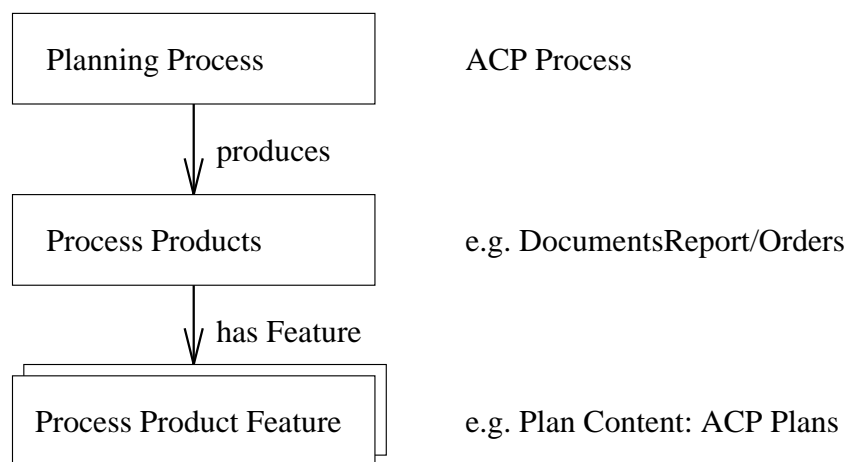 Planning Process
ACP Process
produces
Process Products
e.g. DocumentsReport/Orders
has Feature
Process Product Feature
e.g. Plan Content: ACP Plans